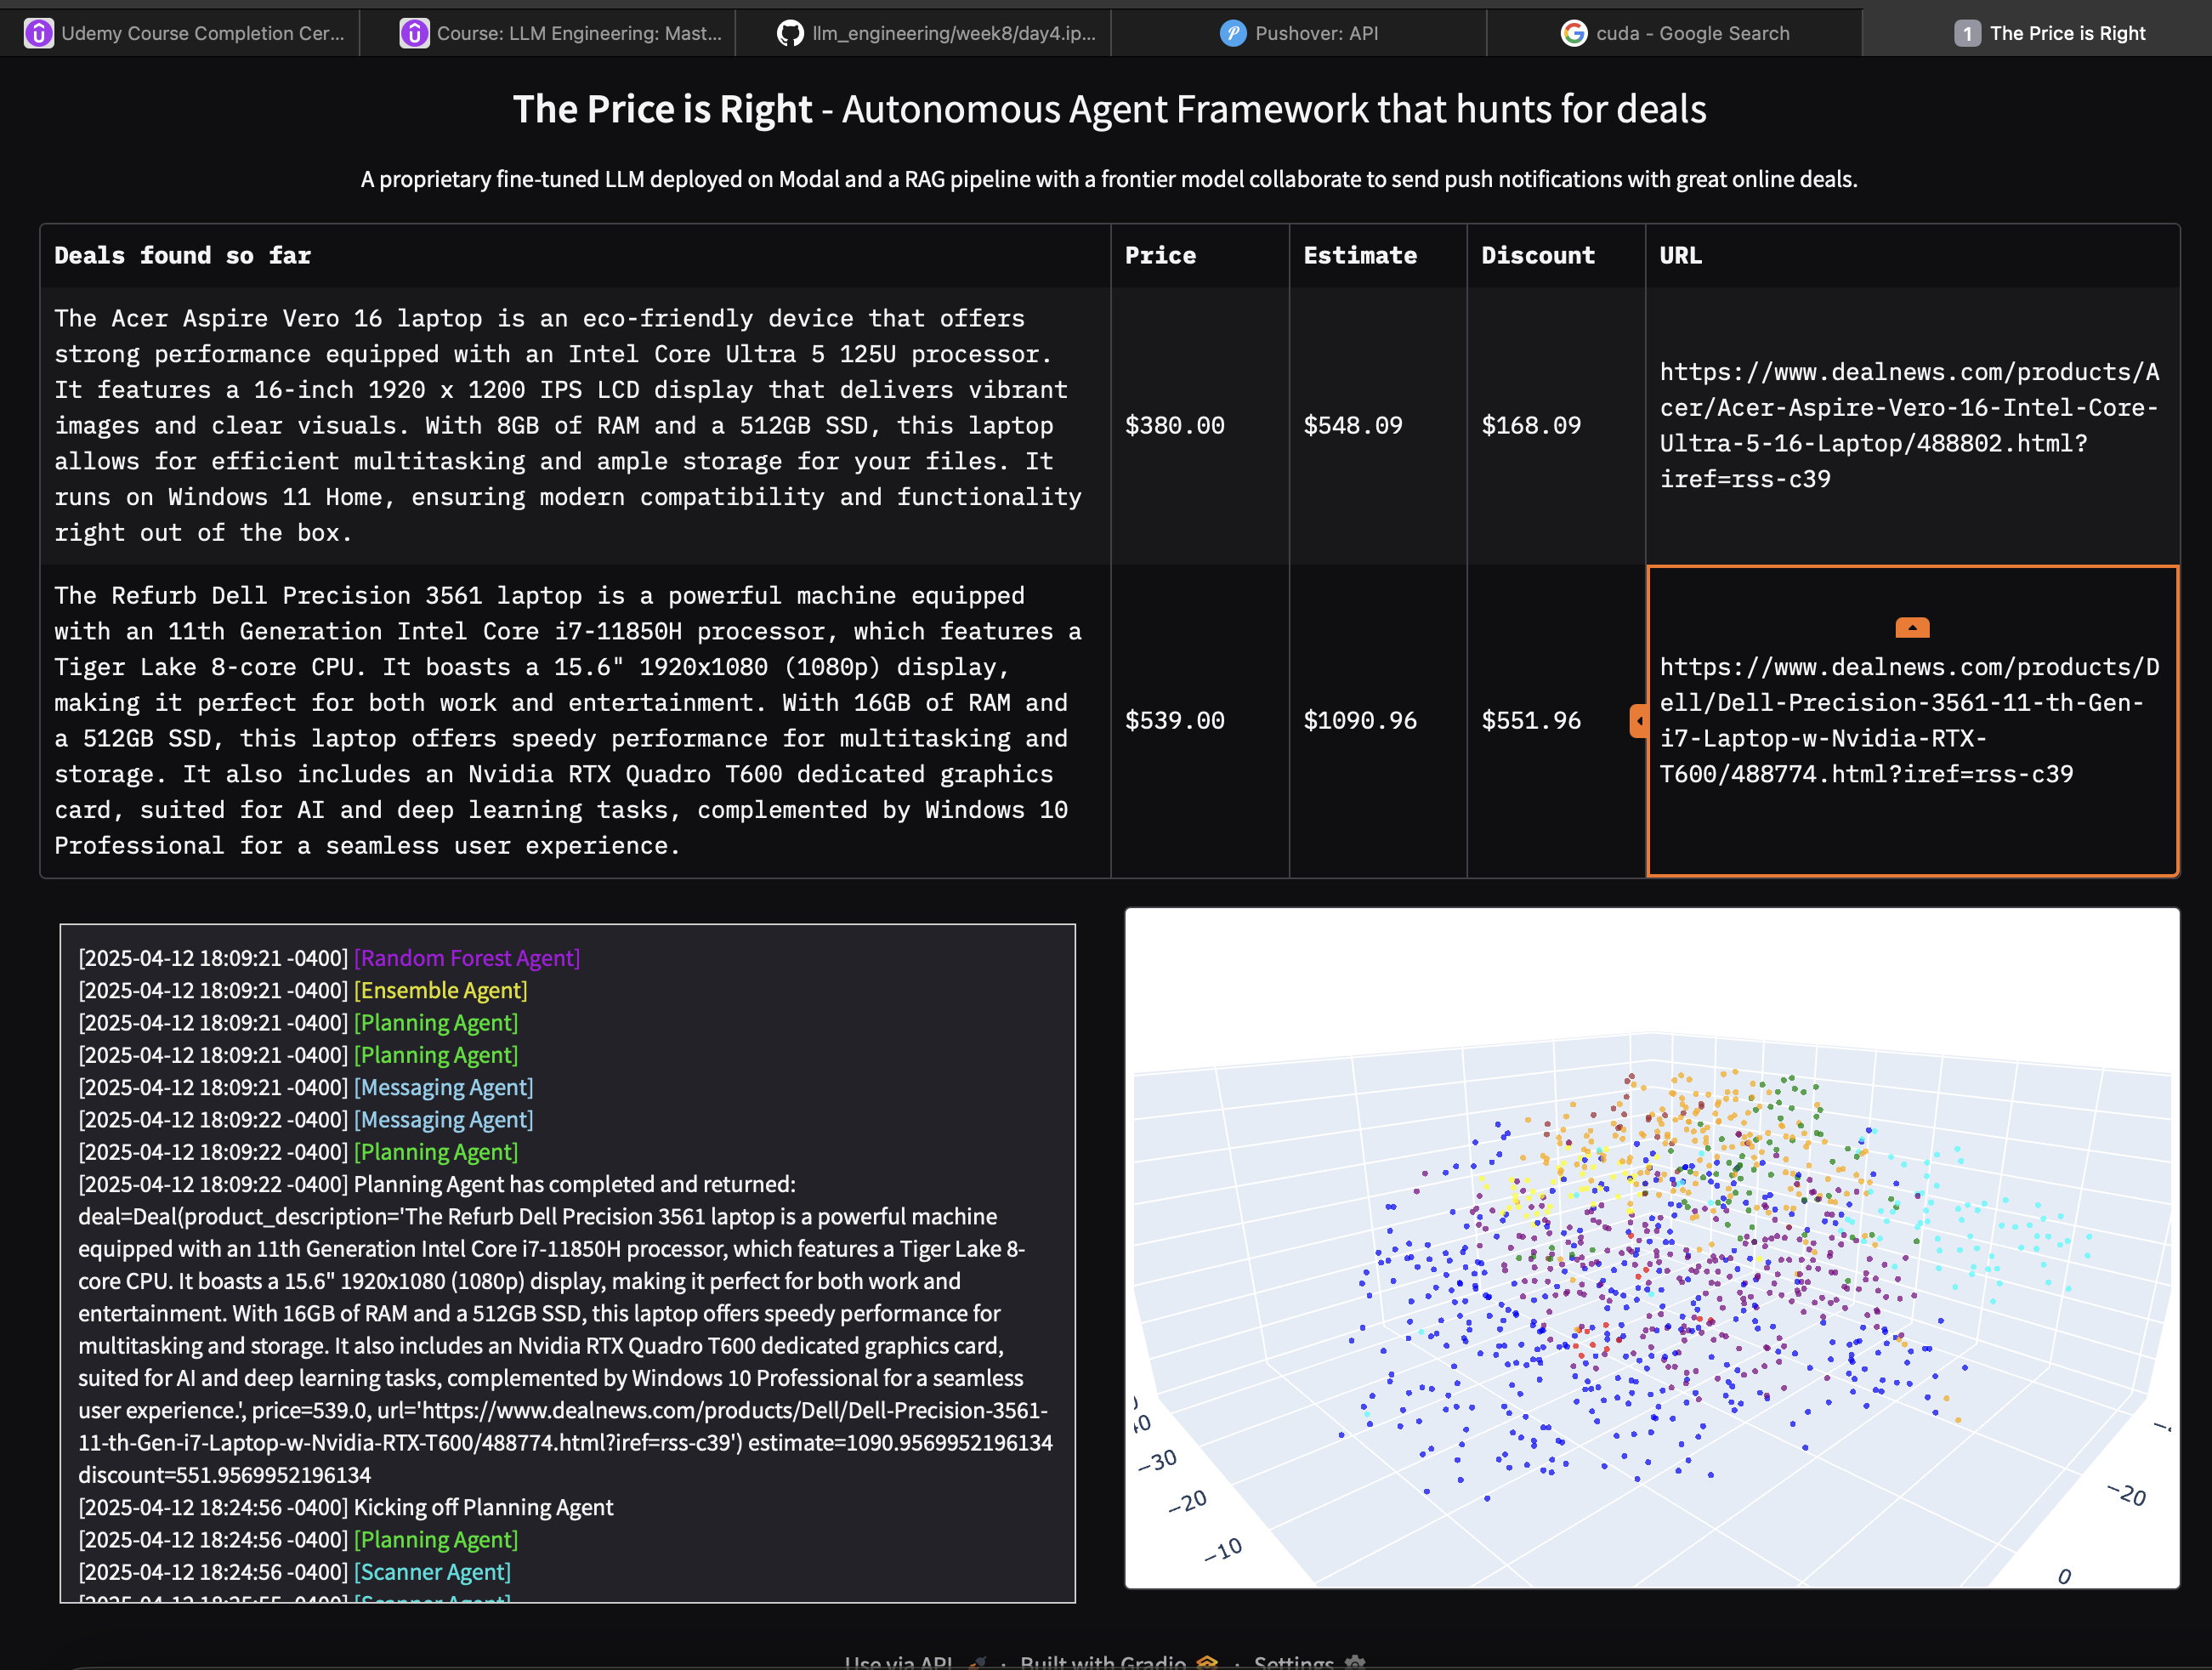 Udemy Course Completion Cer...
Course: LLM Engineering: Mast...
llm_engineering/week8/day4.ip...
Pushover: API
cuda - Google Search
1 The Price is Right
The Price is Right - Autonomous Agent Framework that hunts for deals
A proprietary fine-tuned LLM deployed on Modal and a RAG pipeline with a frontier model collaborate to send push notifications with great online deals.
Deals found so far
Price
Estimate
Discount
URL
The Acer Aspire Vero 16 laptop is an eco-friendly device that offers
strong performance equipped with an Intel Core Ultra 5 125U processor.
It features a 16-inch 1920 x 1200 IPS LCD display that delivers vibrant
images and clear visuals. With 8GB of RAM and a 512GB SSD, this laptop
allows for efficient multitasking and ample storage for your files. It
runs on Windows 11 Home, ensuring modern compatibility and functionality
right out of the box.
$380.00
$548.09
$168.09
https://www.dealnews.com/products/A
cer/Acer-Aspire-Vero-16-Intel-Core-
Ultra-5-16-Laptop/488802.html?
iref=rss-c39
The Refurb Dell Precision 3561 laptop is a powerful machine equipped
with an 11th Generation Intel Core i7-11850H processor, which features a
Tiger Lake 8-core CPU. It boasts a 15.6" 1920x1080 (1080p) display,
making it perfect for both work and entertainment. With 16GB of RAM and
a 512GB SSD, this laptop offers speedy performance for multitasking and
storage. It also includes an Nvidia RTX Quadro T600 dedicated graphics
card, suited for AI and deep learning tasks, complemented by Windows 10
Professional for a seamless user experience.
$539.00
$1090.96
$551.96
https://www.dealnews.com/products/D
ell/Dell-Precision-3561-11-th-Gen-
i7-Laptop-w-Nvidia-RTX-
T600/488774.html?iref=rss-c39
[2025-04-12 18:09:21 -0400] [Random Forest Agent]
[2025-04-12 18:09:21 -0400] [Ensemble Agent]
[2025-04-12 18:09:21 -0400] [Planning Agent]
[2025-04-12 18:09:21 -0400] [Planning Agent]
[2025-04-12 18:09:21 -0400] [Messaging Agent]
[2025-04-12 18:09:22 -0400] [Messaging Agent]
[2025-04-12 18:09:22 -0400] [Planning Agent]
[2025-04-12 18:09:22 -0400] Planning Agent has completed and returned:
deal=Deal(product_description='The Refurb Dell Precision 3561 laptop is a powerful machine
equipped with an 11th Generation Intel Core i7-11850H processor, which features a Tiger Lake 8-
core CPU. It boasts a 15.6" 1920x1080 (1080p) display, making it perfect for both work and
entertainment. With 16GB of RAM and a 512GB SSD, this laptop offers speedy performance for
multitasking and storage. It also includes an Nvidia RTX Quadro T600 dedicated graphics card,
suited for AI and deep learning tasks, complemented by Windows 10 Professional for a seamless
user experience.', price=539.0, url='https://www.dealnews.com/products/Dell/Dell-Precision-3561-
11-th-Gen-i7-Laptop-w-Nvidia-RTX-T600/488774.html?iref=rss-c39') estimate=1090.9569952196134
discount=551.9569952196134
[2025-04-12 18:24:56 -0400] Kicking off Planning Agent
[2025-04-12 18:24:56 -0400] [Planning Agent]
[2025-04-12 18:24:56 -0400] [Scanner Agent]
[2025-04-12 18:25:55 -0400] [Scanner Agent]
−30
−20
−10
−20
0
Use via API · Built with Gradio · Settings